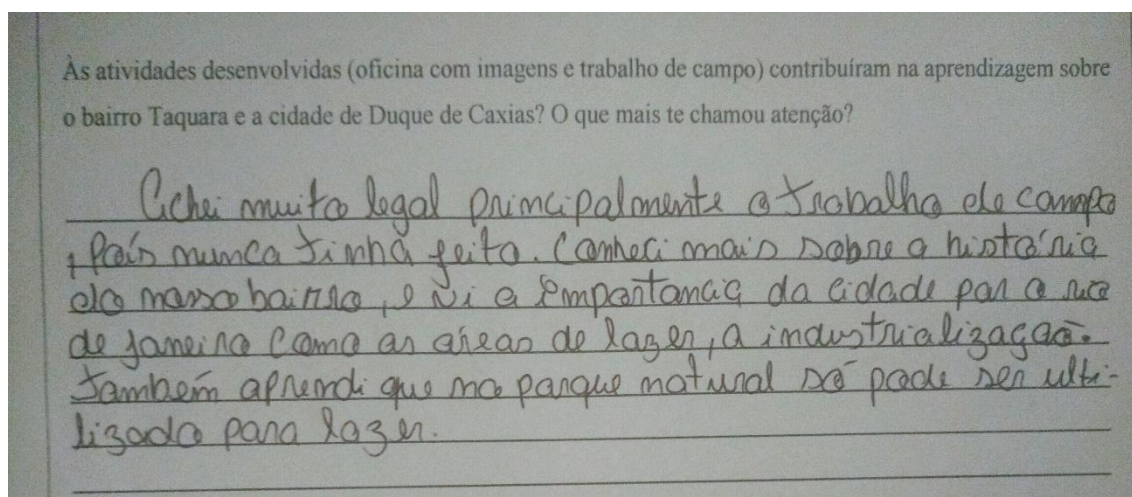 Às atividades desenvolvidas (oficina com imagens e trabalho de campo) contribuíram na aprendizagem sobre
o bairro Taquara e a cidade de Duque de Caxias? O que mais te chamou atenção?
Achei muito legal principalmente o trabalho de campo
, pois nunca tinha feito. Conheci mais sobre a história
do nosso bairro, e vi a empontancia da cidade par o rio
de janeiro como as aréas de lazer, a industrialização.
também aprendi que no parque natural só pode ser ulti-
lizado para lazer.